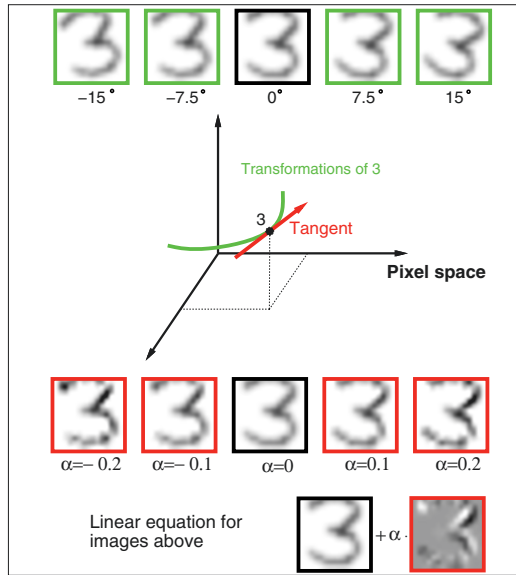 −15° −7.5° 0° 7.5° 15°
Transformations of 3
3
Tangent
Pixel space
α=− 0.2 α=− 0.1 α=0 α=0.1 α=0.2
Linear equation for
images above
+ α ·